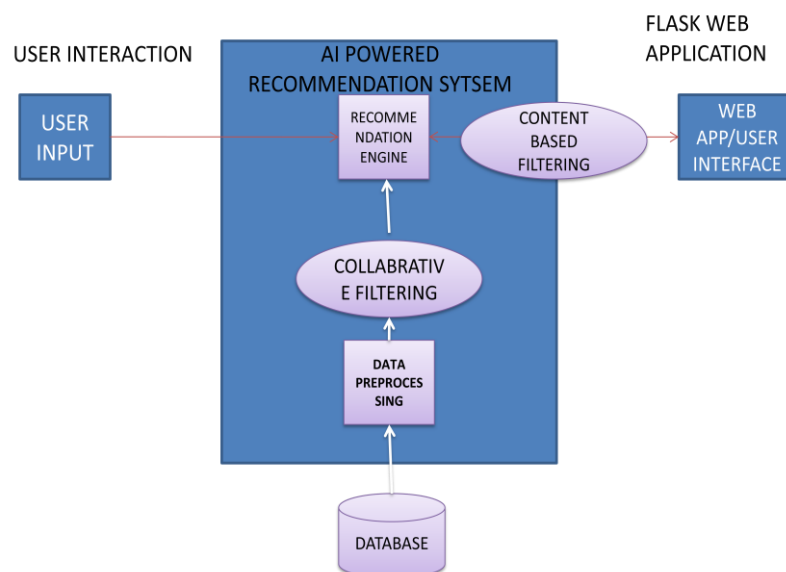 USER INTERACTION
AI POWERED
RECOMMENDATION SYTSEM
FLASK WEB
APPLICATION
USER
INPUT
RECOMME
NDATION
ENGINE
CONTENT
BASED
FILTERING
WEB
APP/USER
INTERFACE
COLLABRATIV
E FILTERING
DATA
PREPROCES
SING
DATABASE